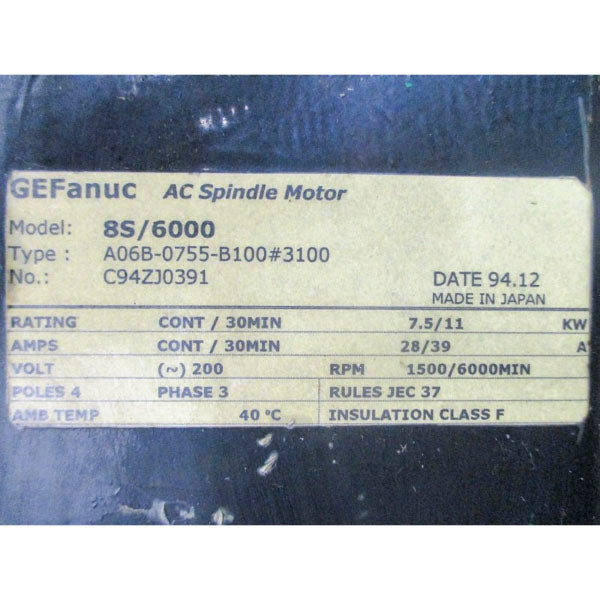 GEFanuc AC Spindle Motor
Model: 8S/6000
Type : A06B-0755-B100#3100
No.: C94ZJ0391 DATE 94.12
MADE IN JAPAN
RATING CONT / 30MIN 7.5/11 KW
AMPS CONT / 30MIN 28/39 A
VOLT (~) 200 RPM 1500/6000MIN
POLES 4 PHASE 3 RULES JEC 37
AMB TEMP 40 °C INSULATION CLASS F